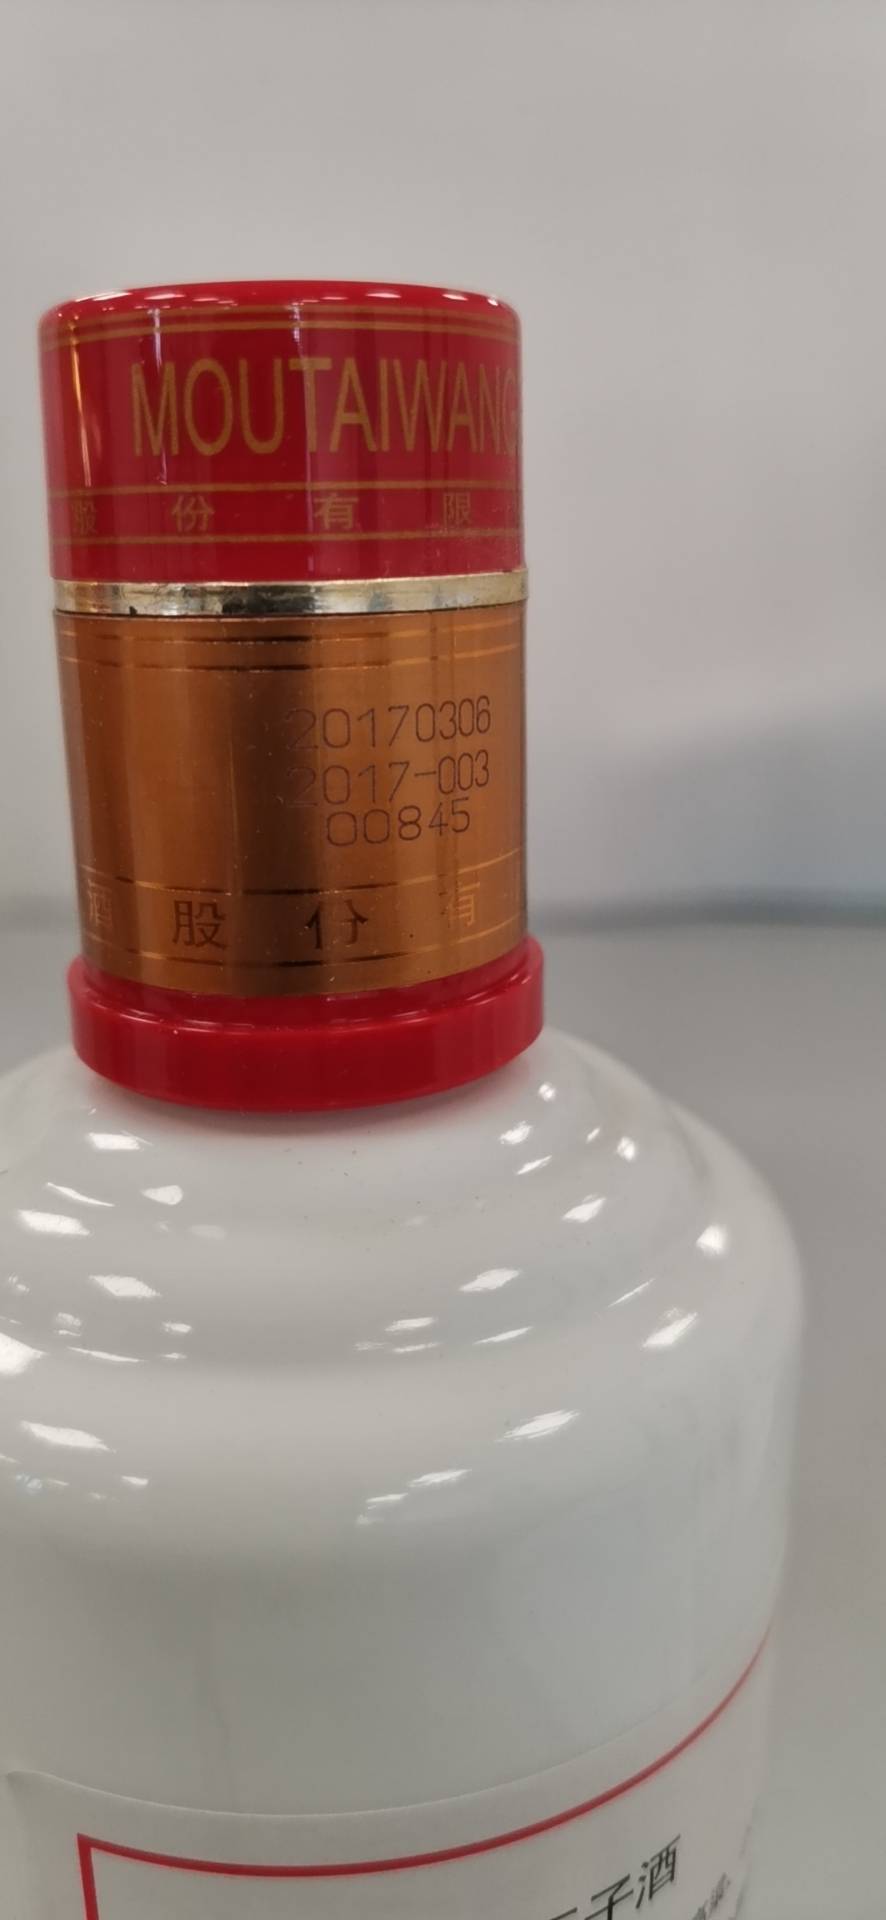 MOUTAIWANG
股 份 有 限
20170306
2017-003
00845
酒 股 份 有
子酒